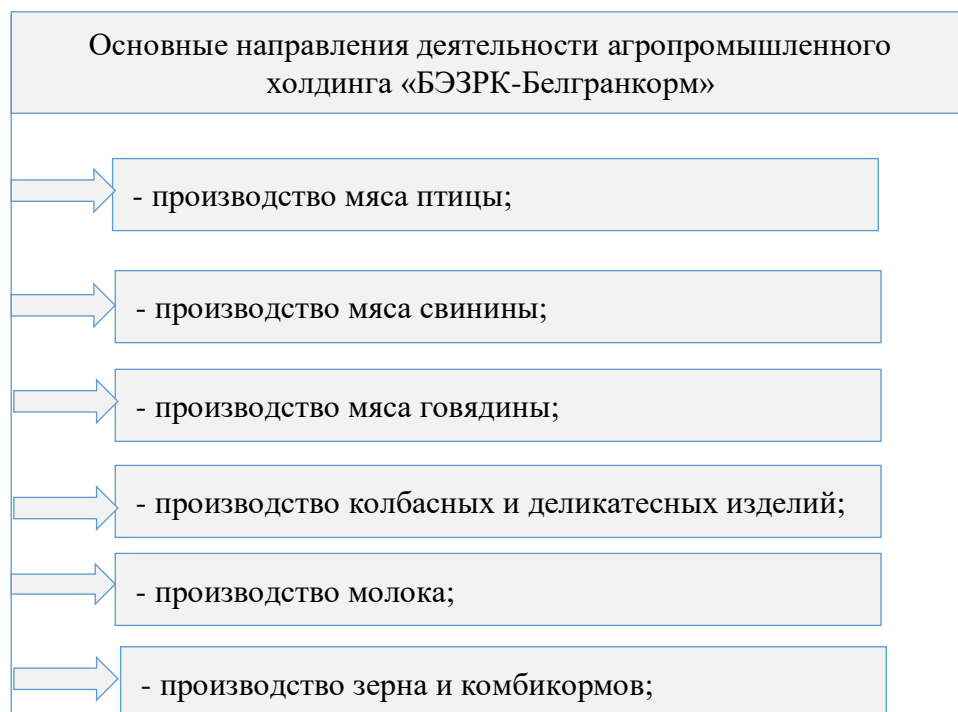 Основные направления деятельности агропромышленного
холдинга «БЭЗРК-Белгранкорм»
- производство мяса птицы;
- производство мяса свинины;
- производство мяса говядины;
- производство колбасных и деликатесных изделий;
- производство молока;
- производство зерна и комбикормов;